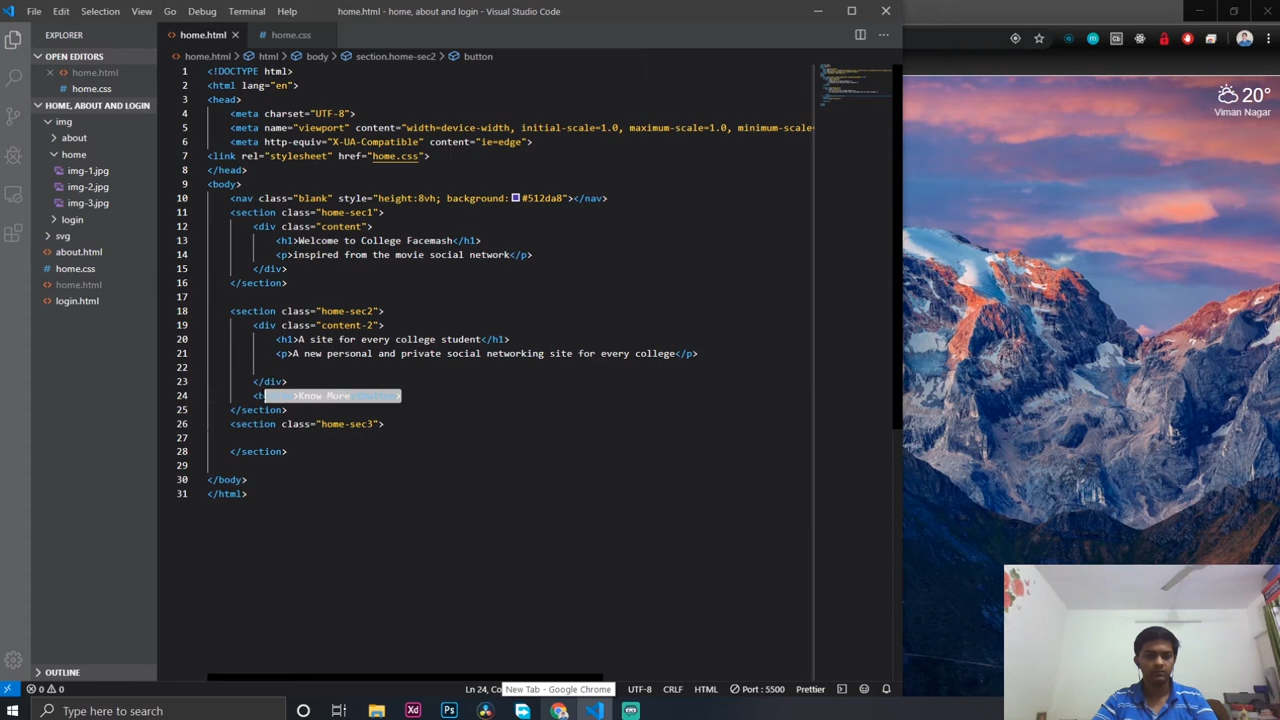 File Edit Selection View Go Debug Terminal Help
home.html - home, about and login - Visual Studio Code
EXPLORER
home.html
home.css
home.html html body section.home-sec2 button
OPEN EDITORS
home.html
home.css
HOME, ABOUT AND LOGIN
img
about
home
img-1.jpg
img-2.jpg
img-3.jpg
login
svg
about.html
home.css
home.html
login.html
OUTLINE
1 <!DOCTYPE html>
2 <html lang="en">
3 <head>
4 <meta charset="UTF-8">
5 <meta name="viewport" content="width=device-width, initial-scale=1.0, maximum-scale=1.0, minimum-scale=
6 <meta http-equiv="X-UA-Compatible" content="ie=edge">
7 <link rel="stylesheet" href="home.css">
8 </head>
9 <body>
10 <nav class="blank" style="height:8vh; background: #512da8"></nav>
11 <section class="home-sec1">
12 <div class="content">
13 <h1>Welcome to College Facemash</h1>
14 <p>inspired from the movie social network</p>
15 </div>
16 </section>
17
18 <section class="home-sec2">
19 <div class="content-2">
20 <h1>A site for every college student</h1>
21 <p>A new personal and private social networking site for every college</p>
22
23 </div>
24 <button>Know More</button>
25 </section>
26 <section class="home-sec3">
27
28 </section>
29
30 </body>
31 </html>
20°
Viman Nagar
0 0
Ln 24, Co
New Tab - Google Chrome
UTF-8 CRLF HTML Port : 5500 Prettier
Type here to search
Xd Ps